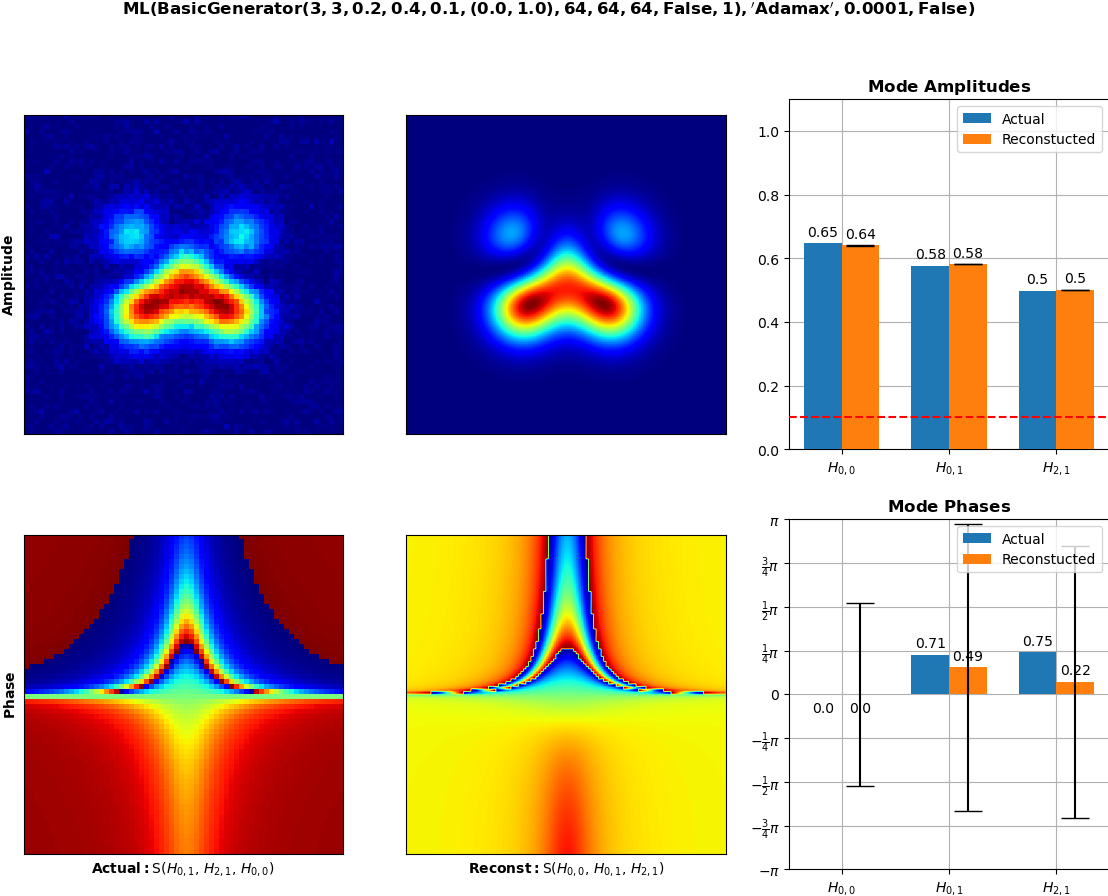 ML(BasicGenerator(3, 3, 0.2, 0.4, 0.1, (0.0, 1.0), 64, 64, 64, False, 1), 'Adamax', 0.0001, False)
Amplitude
Mode Amplitudes
Actual
Reconstucted
1.0
0.8
0.6
0.4
0.2
0.0
0.65 0.64
0.58 0.58
0.5 0.5
H0,0 H0,1 H2,1
Phase
Actual: S(H0,1, H2,1, H0,0)
Reconst: S(H0,0, H0,1, H2,1)
Mode Phases
Actual
Reconstucted
π
3/4π
1/2π
1/4π
0
−1/4π
−1/2π
−3/4π
−π
0.0 0.0
0.71 0.49
0.75 0.22
H0,0 H0,1 H2,1